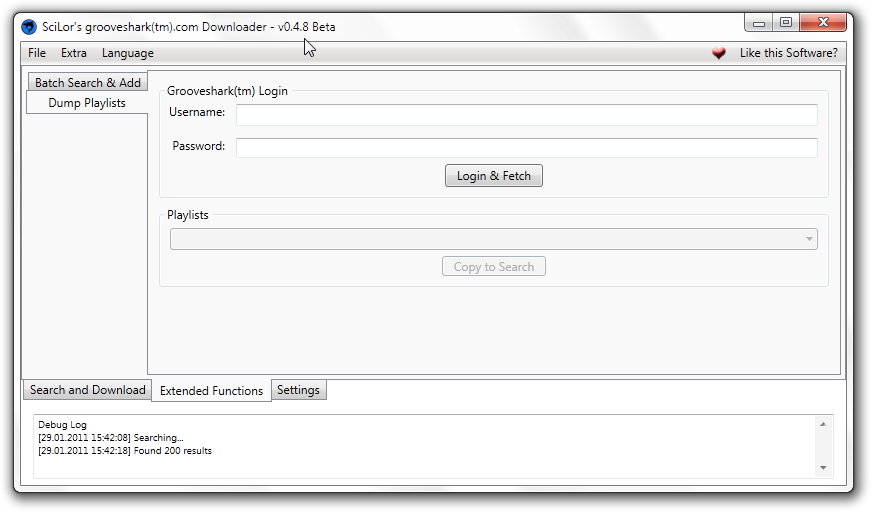 SciLor's grooveshark(tm).com Downloader - v0.4.8 Beta
File Extra Language Like this Software?
Batch Search & Add
Dump Playlists
Grooveshark(tm) Login
Username:
Password:
Login & Fetch
Playlists
Copy to Search
Search and Download Extended Functions Settings
Debug Log
[29.01.2011 15:42:08] Searching...
[29.01.2011 15:42:18] Found 200 results